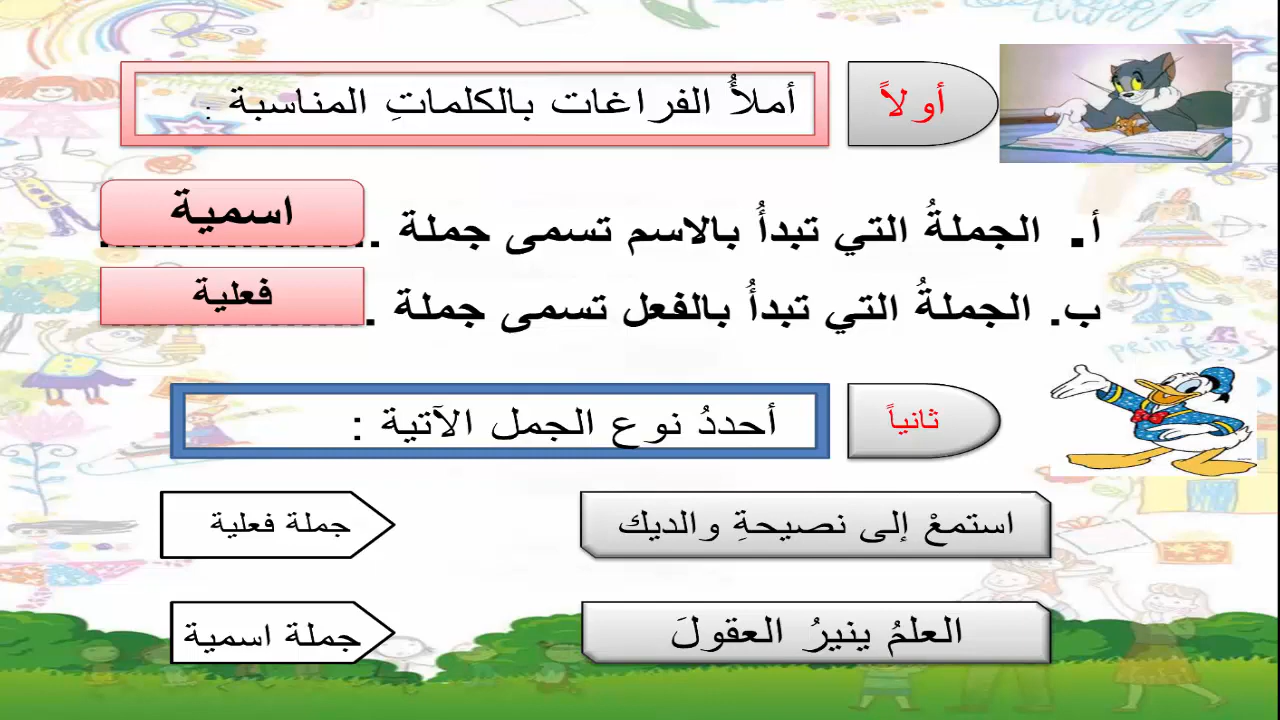 أولاً
أملأُ الفراغات بالكلماتِ المناسبة :
أ. الجملةُ التي تبدأُ بالاسم تسمى جملة .. اسمية
ب. الجملةُ التي تبدأُ بالفعل تسمى جملة . فعلية
ثانياً
أحددُ نوع الجمل الآتية :
استمعْ إلى نصيحةِ والديك
جملة فعلية
العلمُ ينيرُ العقولَ
جملة اسمية